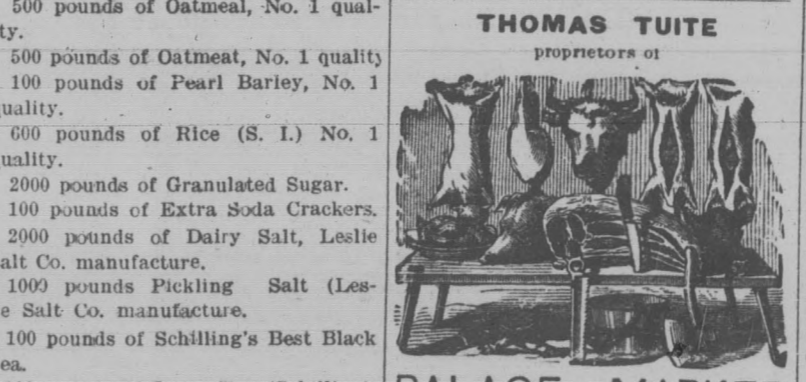 500 pounds of Oatmeal, No. 1 qual-
ty.
500 pounds of Oatmeat, No. 1 quality
100 pounds of Pearl Barley, No. 1
uality.
600 pounds of Rice (S. I.) No. 1
uality.
2000 pounds of Granulated Sugar.
100 pounds of Extra Soda Crackers.
2000 pounds of Dairy Salt, Leslie
alt Co. manufacture.
1000 pounds Pickling Salt (Les-
e Salt Co. manufacture.
100 pounds of Schilling's Best Black
ea.
THOMAS TUITE
proprietors of